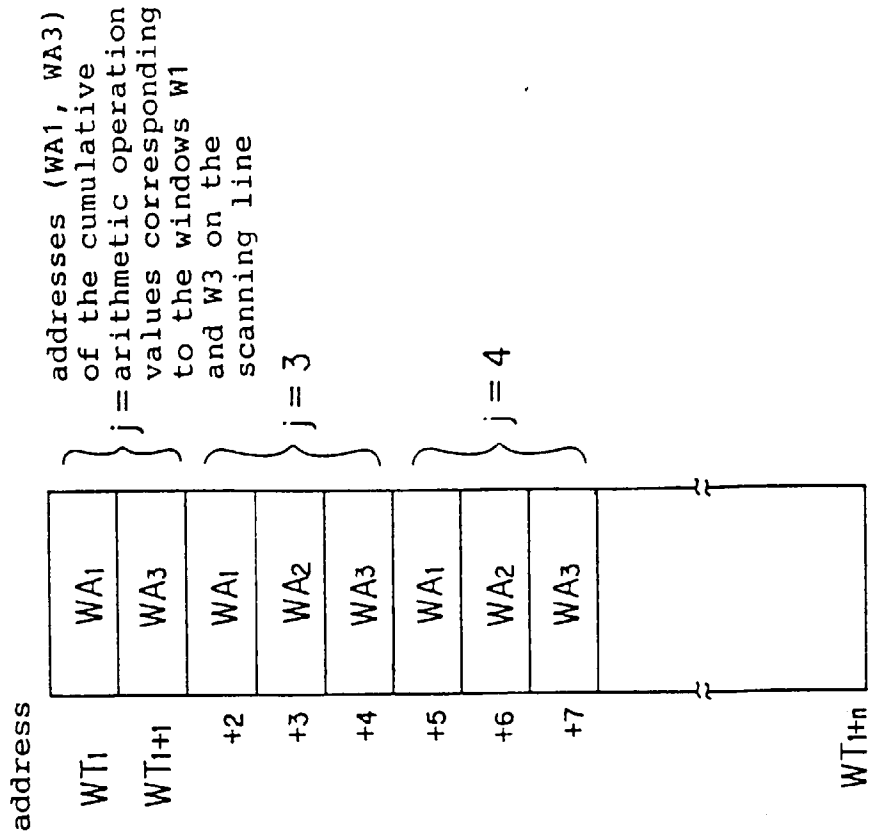 address
WT1
WA1
WT1+1
WA3
+2
WA1
+3
WA2
+4
WA3
+5
WA1
+6
WA2
+7
WA3
WT1+n
addresses (WA1, WA3)
of the cumulative
j = arithmetic operation
values corresponding
to the windows W1
and W3 on the
scanning line
j = 3
j = 4